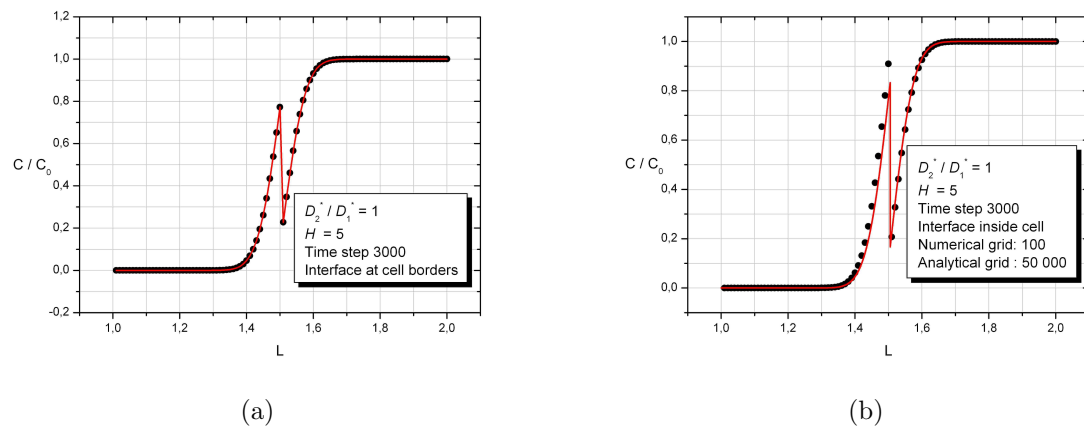 1,2
1,0
0,8
0,6
0,4
0,2
0,0
-0,2
C / C0
1,0 1,2 1,4 1,6 1,8 2,0
L
D2* / D1* = 1
H = 5
Time step 3000
Interface at cell borders
(a)
1,0
0,8
0,6
0,4
0,2
0,0
C / C0
1,0 1,2 1,4 1,6 1,8 2,0
L
D2* / D1* = 1
H = 5
Time step 3000
Interface inside cell
Numerical grid: 100
Analytical grid : 50 000
(b)